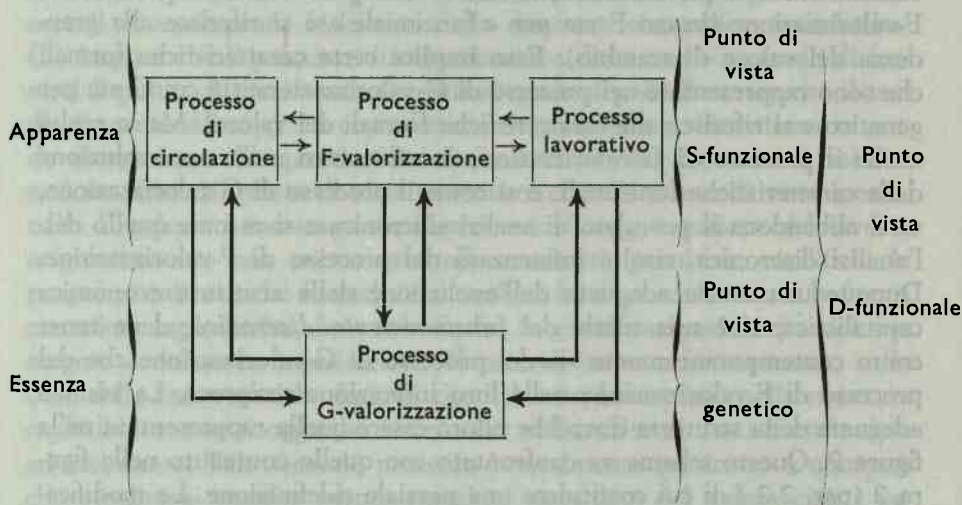 Apparenza
Processo
di
circolazione
Processo
di
F-valorizzazione
Processo
lavorativo
Punto di
vista
S-funzionale
Punto
di
vista
D-funzionale
Essenza
Processo
di
G-valorizzazione
Punto di
vista
genetico